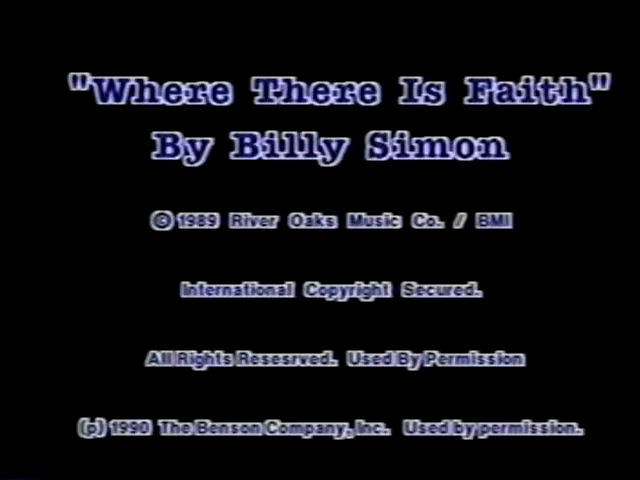 "Where There Is Faith"
By Billy Simon
© 1989 River Oaks Music Co. / BMI
International Copyright Secured.
All Rights Resesrved. Used By Permission
(p) 1990 The Benson Company, Inc. Used by permission.